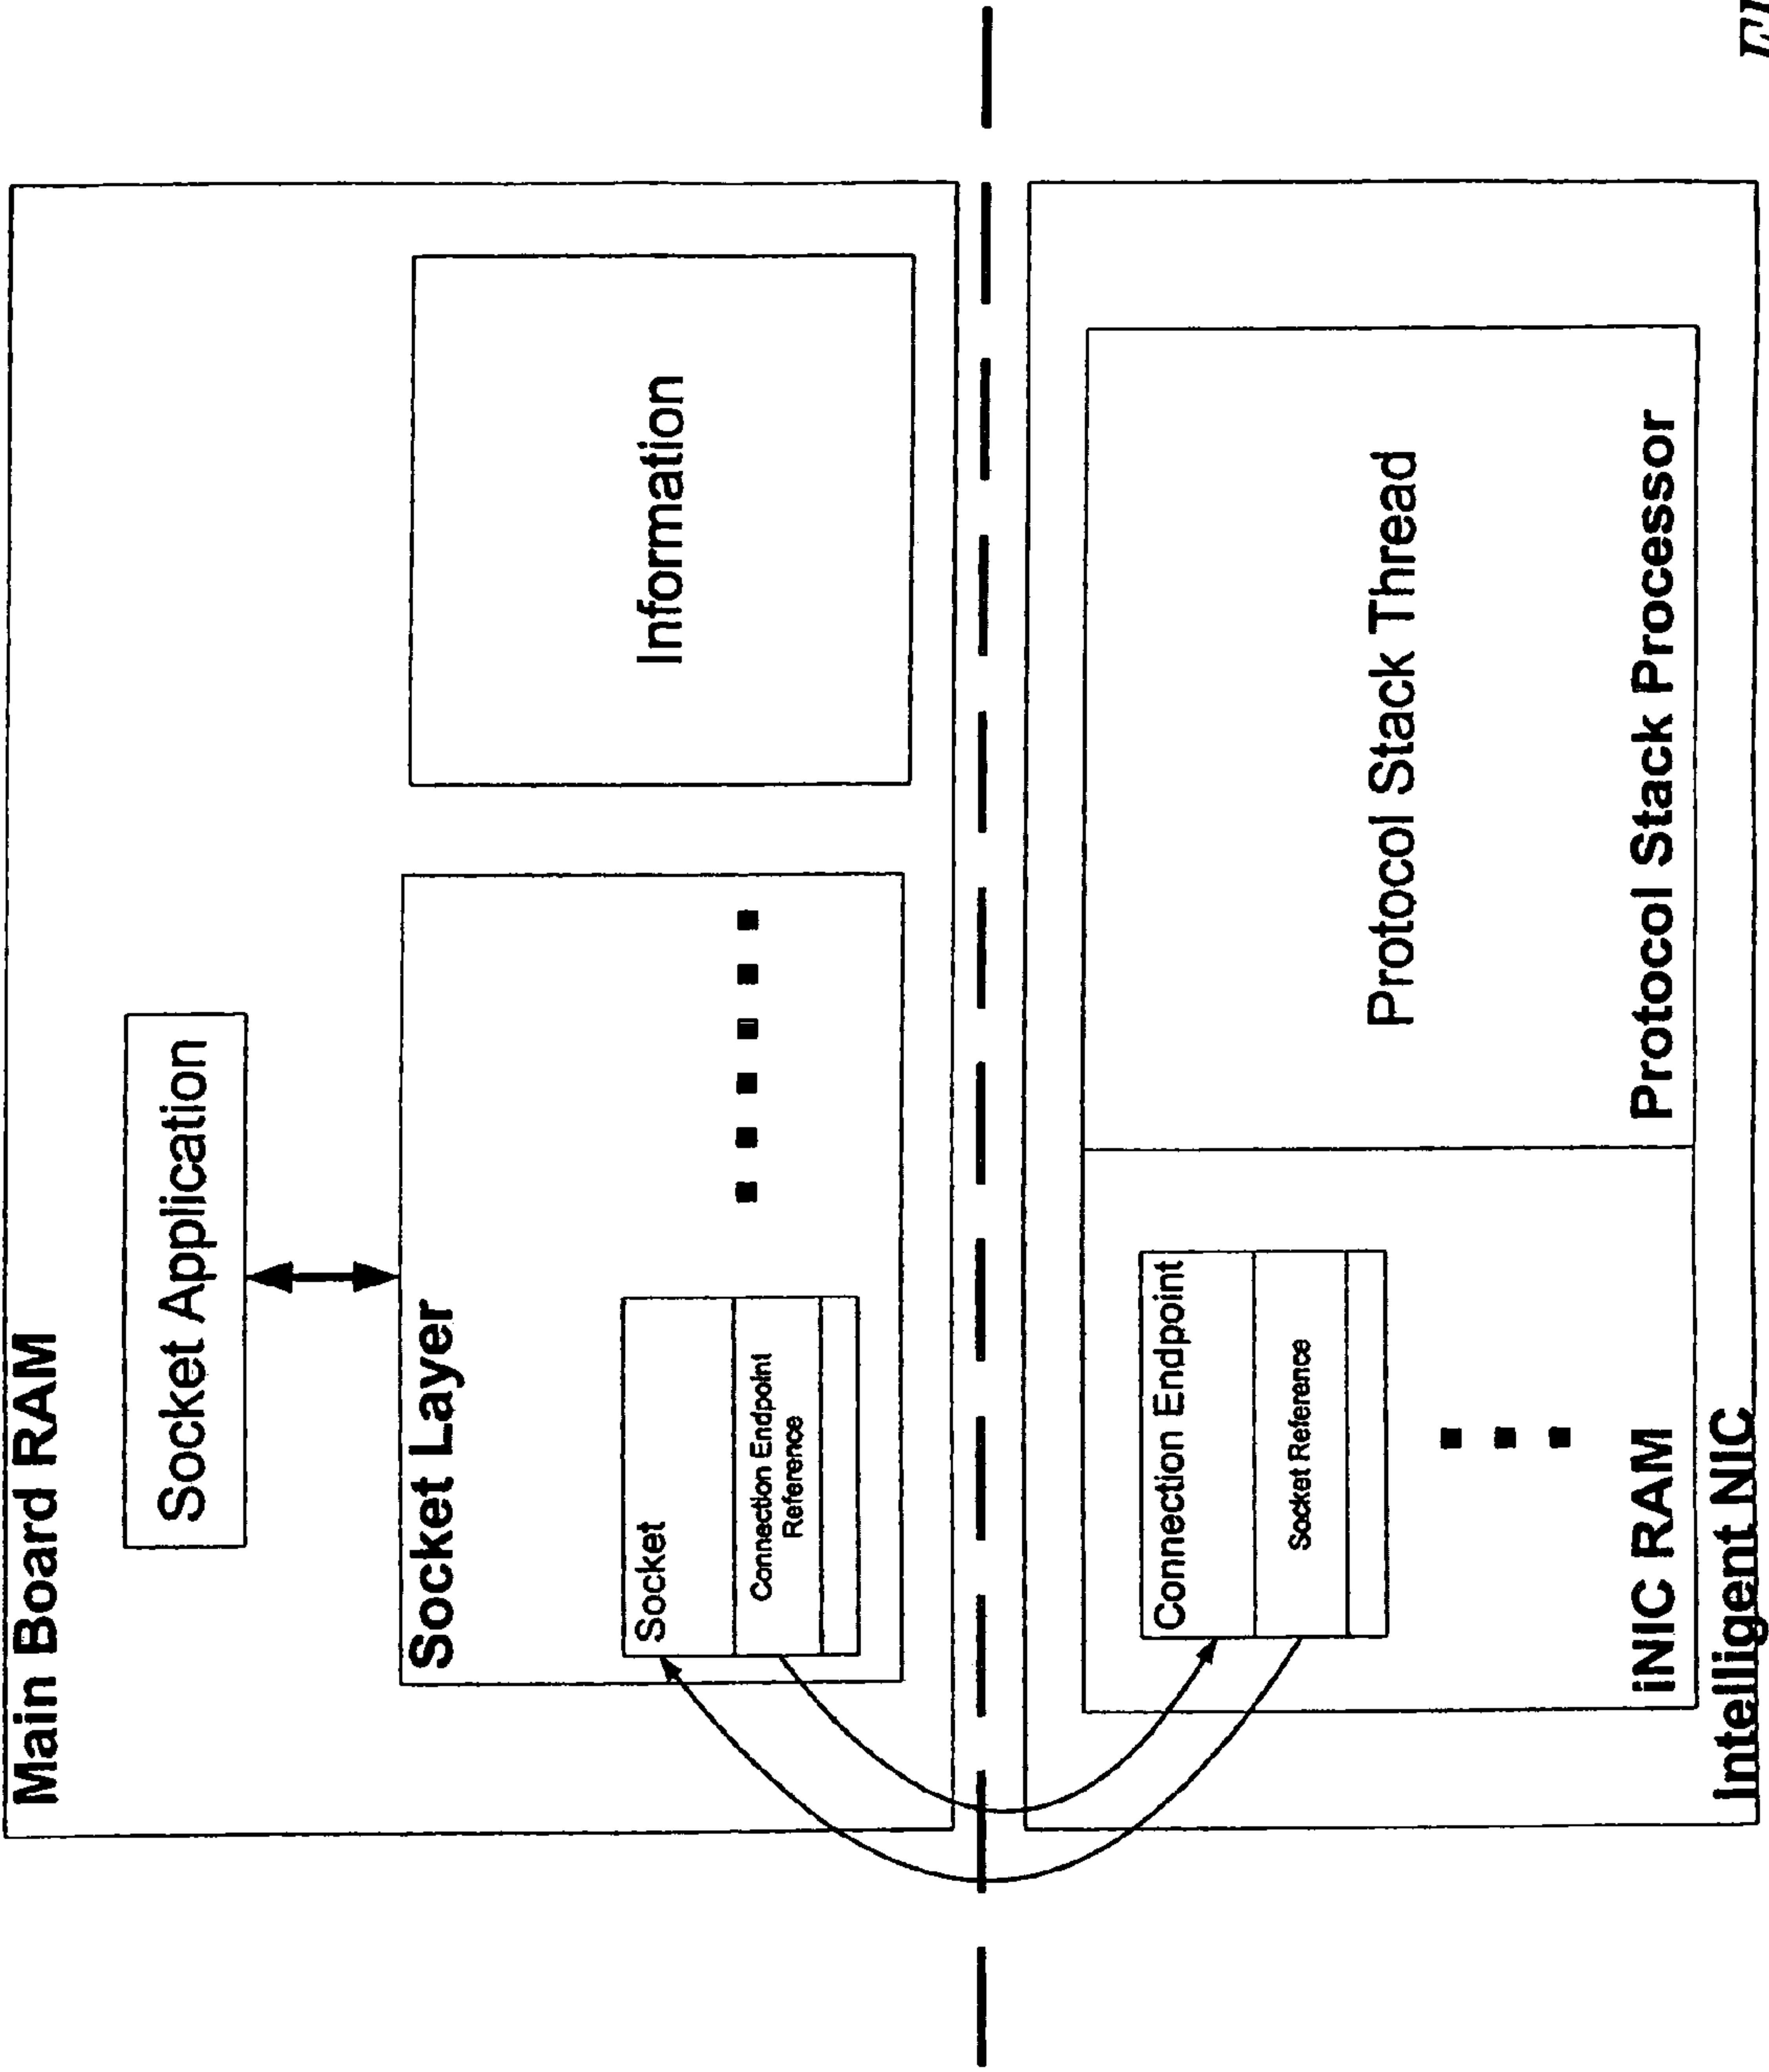 Main Board RAM
Socket Application
Socket Layer
Socket
Connection Endpoint
Reference
Information
Connection Endpoint
Socket Reference
iNIC RAM
Protocol Stack Thread
Protocol Stack Processor
Intelligent NIC